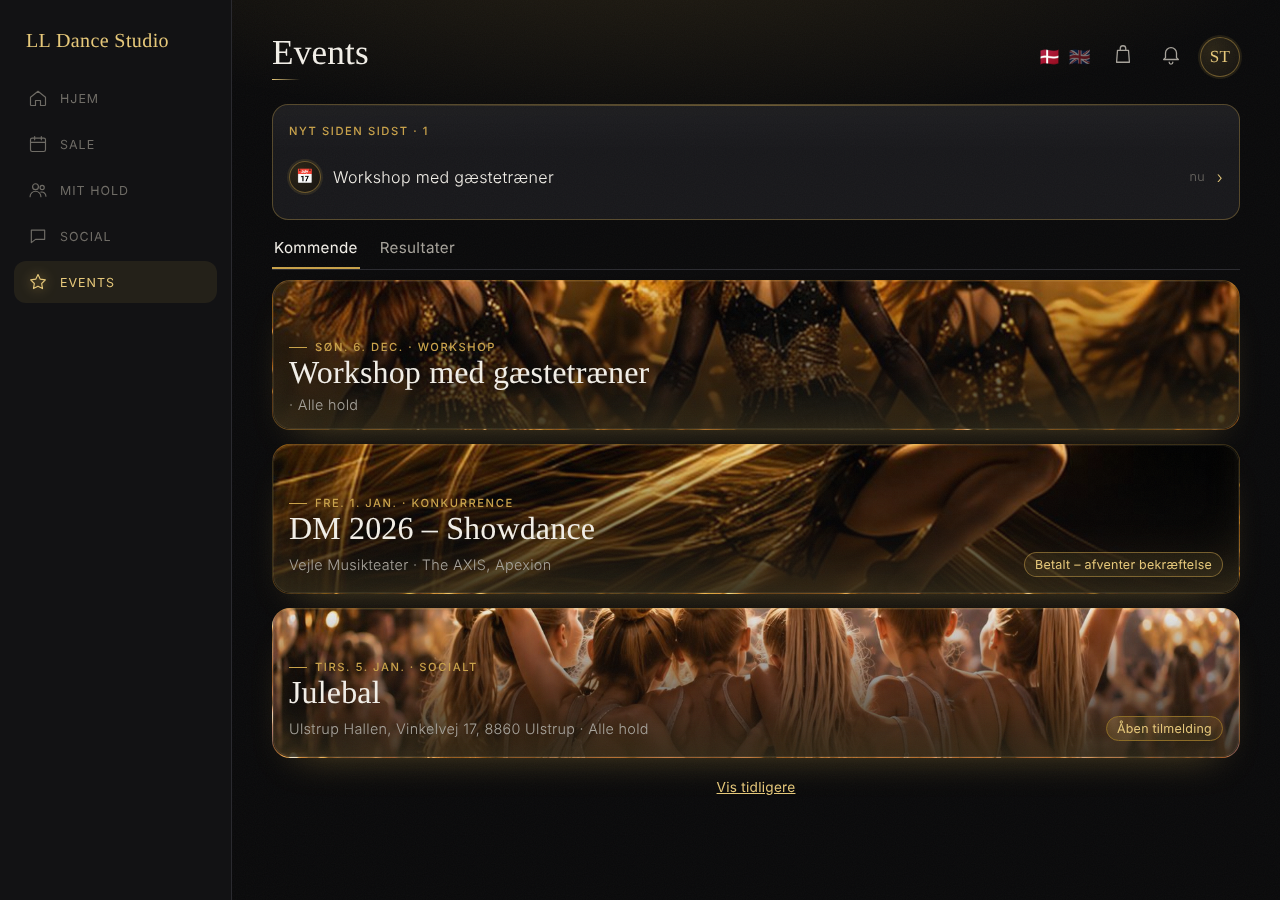 LL Dance Studio
HJEM
SALE
MIT HOLD
SOCIAL
EVENTS
Events
ST
NYT SIDEN SIDST · 1
Workshop med gæstetræner
nu ›
Kommende Resultater
SØN. 6. DEC. · WORKSHOP
Workshop med gæstetræner
· Alle hold
FRE. 1. JAN. · KONKURRENCE
DM 2026 – Showdance
Vejle Musikteater · The AXIS, Apexion
Betalt – afventer bekræftelse
TIRS. 5. JAN. · SOCIALT
Julebal
Ulstrup Hallen, Vinkelvej 17, 8860 Ulstrup · Alle hold
Åben tilmelding
Vis tidligere